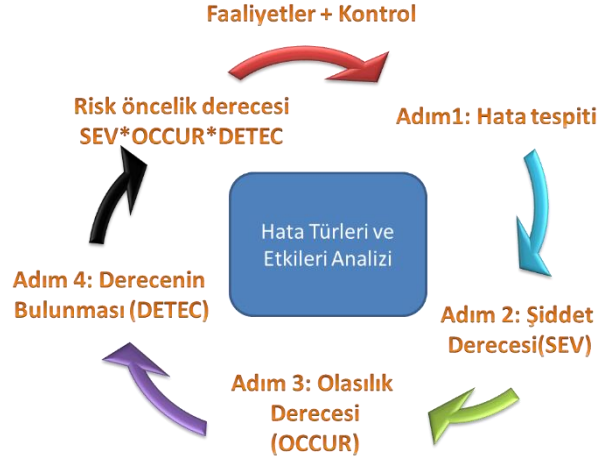 Faaliyetler + Kontrol
Adım1: Hata tespiti
Adım 2: Şiddet
Derecesi(SEV)
Adım 3: Olasılık
Derecesi
(OCCUR)
Adım 4: Derecenin
Bulunması (DETEC)
Risk öncelik derecesi
SEV*OCCUR*DETEC
Hata Türleri ve
Etkileri Analizi